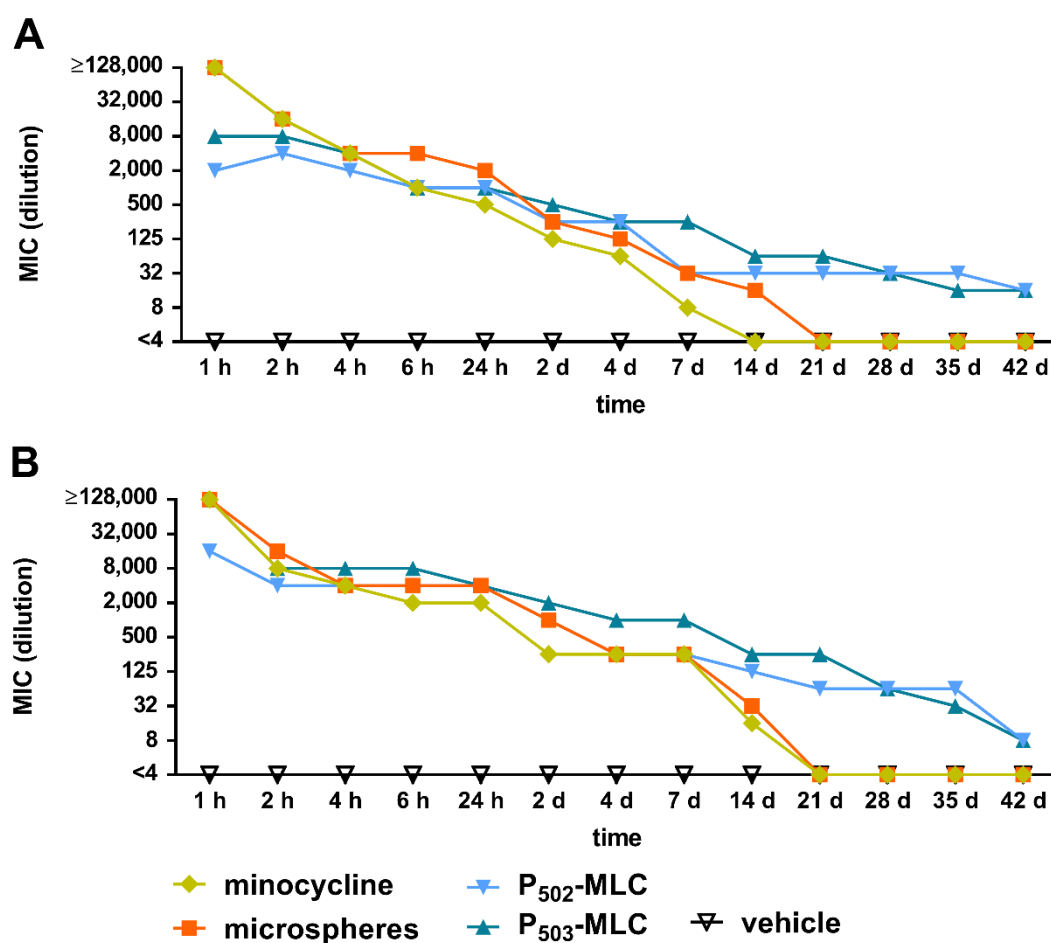 A
≥128,000
32,000
8,000
2,000
500
125
32
8
<4
MIC (dilution)
1 h 2 h 4 h 6 h 24 h 2 d 4 d 7 d 14 d 21 d 28 d 35 d 42 d
time
B
≥128,000
32,000
8,000
2,000
500
125
32
8
<4
MIC (dilution)
1 h 2 h 4 h 6 h 24 h 2 d 4 d 7 d 14 d 21 d 28 d 35 d 42 d
time
minocycline P₅₀₂-MLC
microspheres P₅₀₃-MLC vehicle